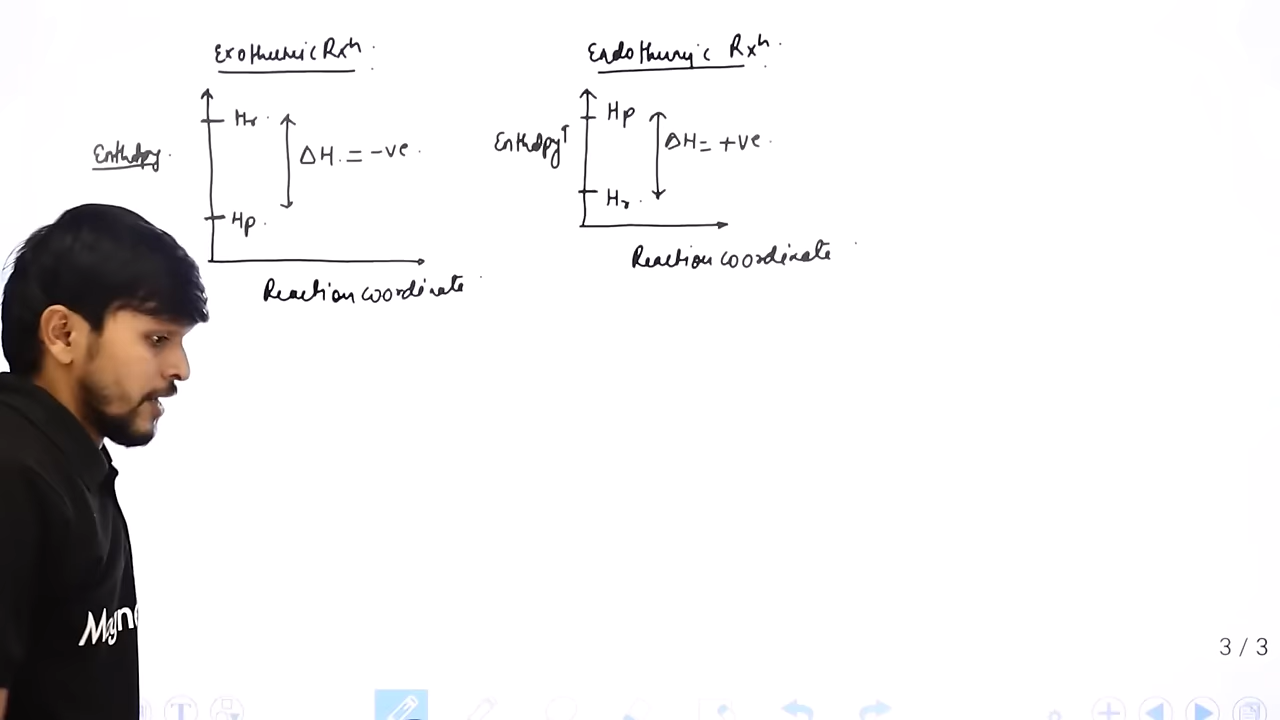 Exothermic Rxn.
Enthalpy.
Hr.
ΔH = -ve.
Hp.
Reaction coordinate
Endothermic Rxn.
Enthalpy↑
Hp
ΔH = +ve.
Hr.
Reaction coordinate
3 / 3
T